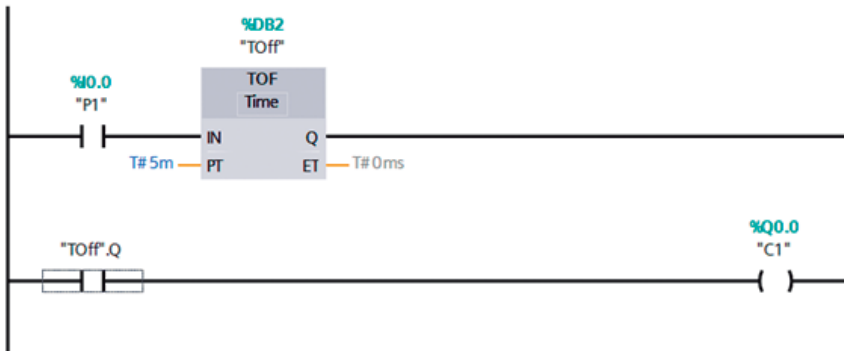 %DB2
"TOff"
TOF
Time
%I0.0
"P1"
IN Q
T# 5m PT ET T# 0ms
"TOff".Q
%Q0.0
"C1"